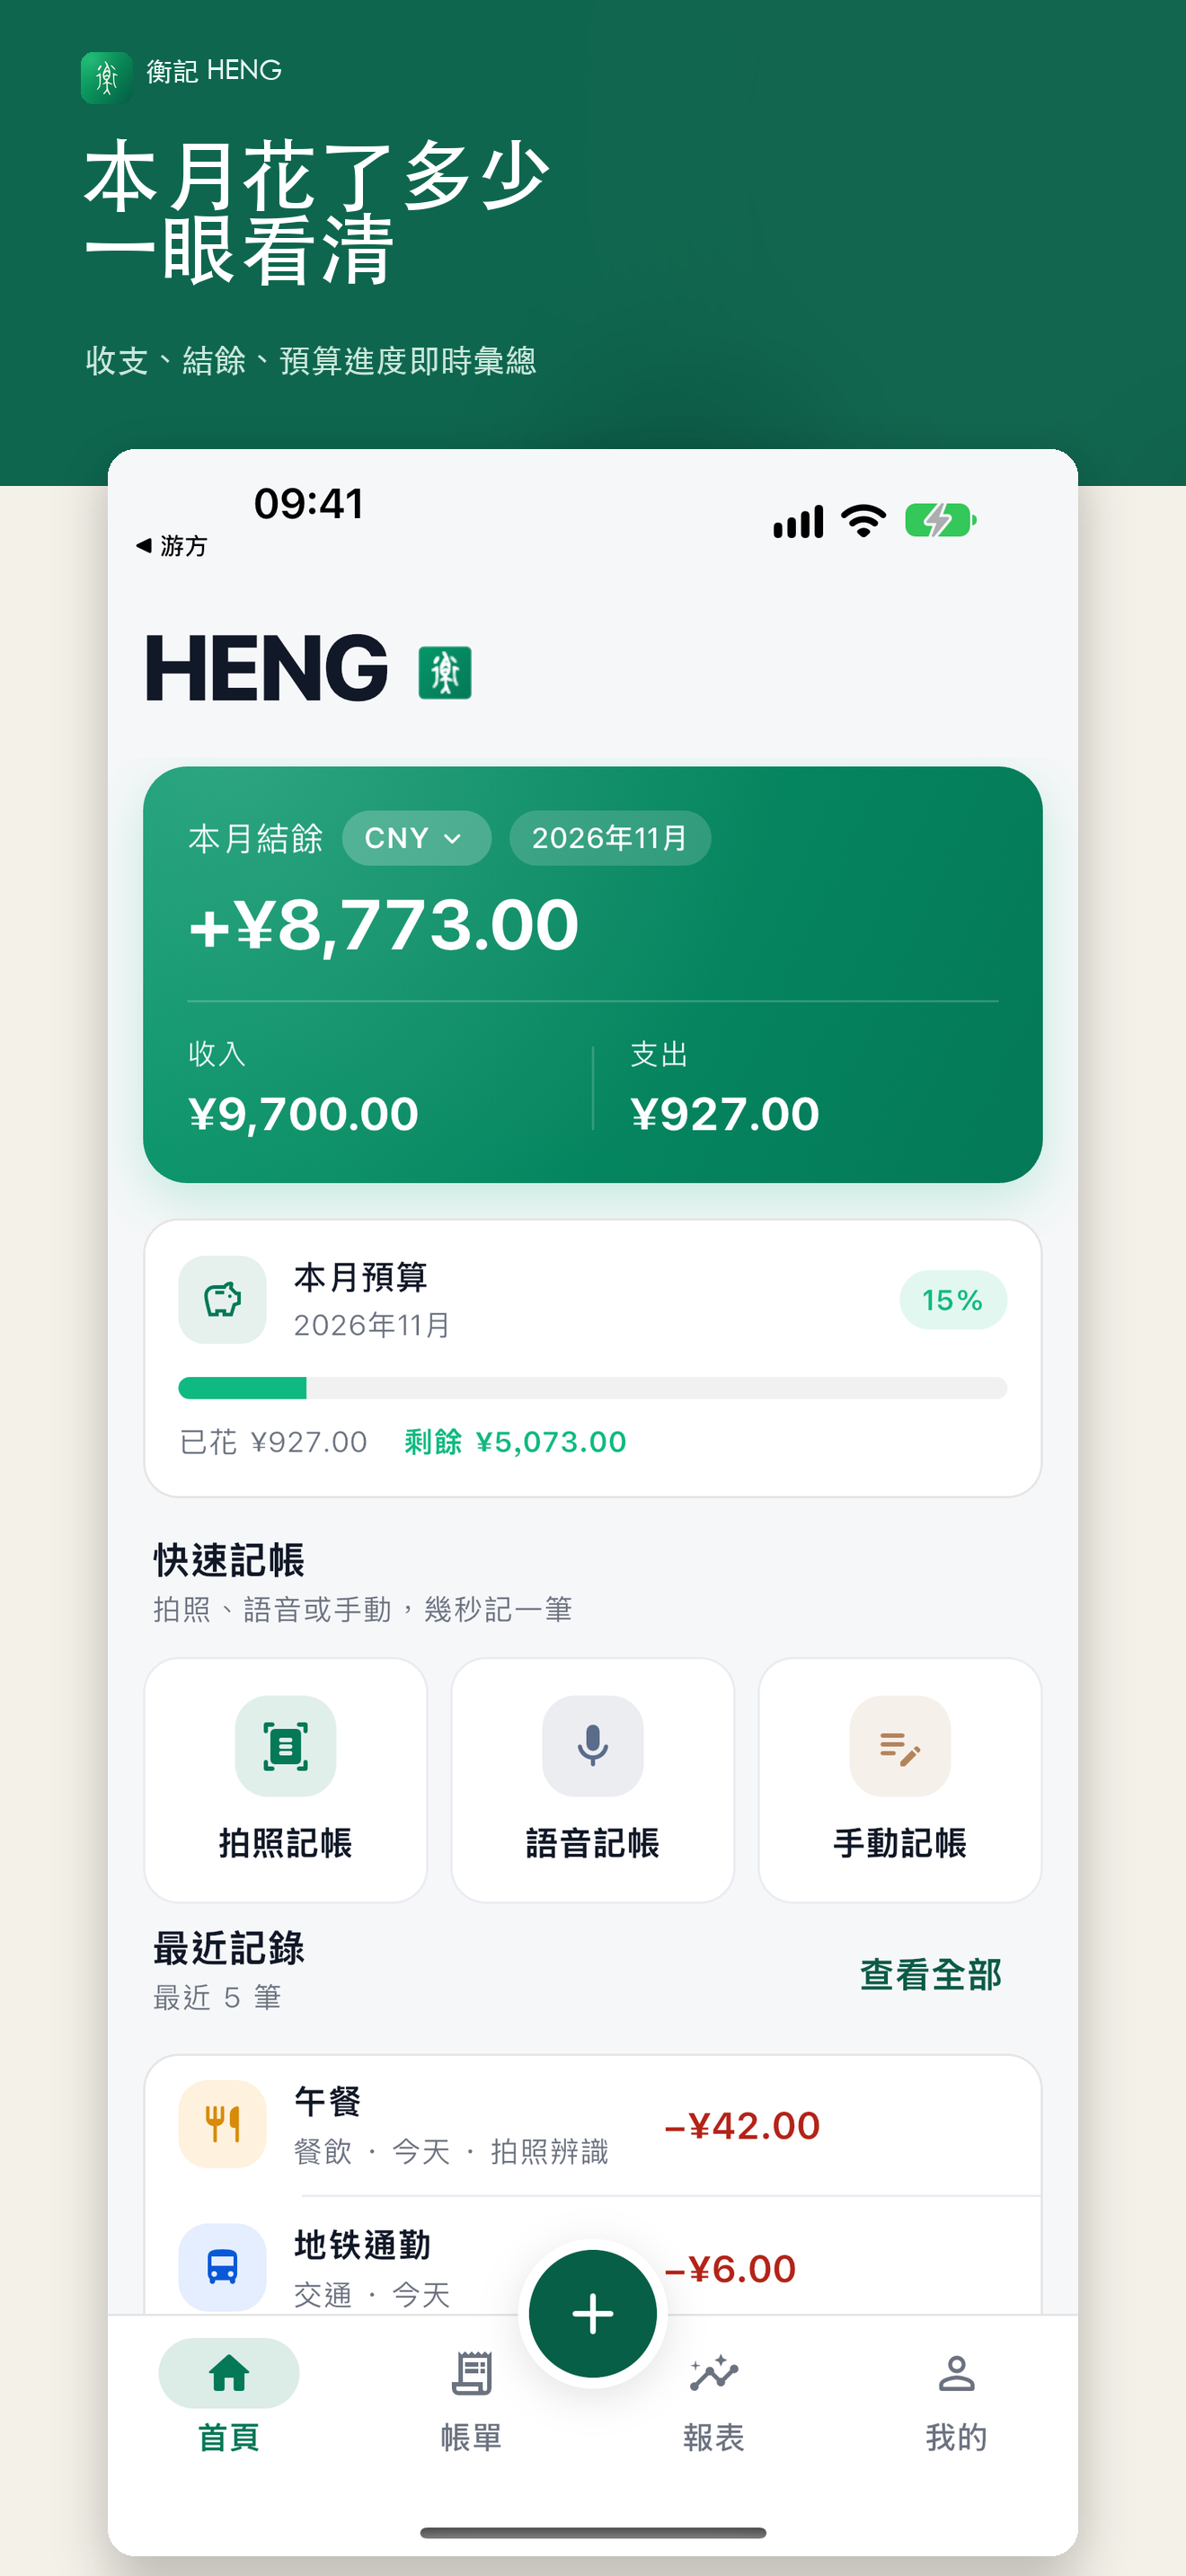 衡 衡記 HENG
本月花了多少
一眼看清
收支、結餘、預算進度即時彙總
09:41
◀ 游方
HENG 衡
本月結餘 CNY 2026年11月
+¥8,773.00
收入 支出
¥9,700.00 ¥927.00
本月預算
2026年11月
15%
已花 ¥927.00 剩餘 ¥5,073.00
快速記帳
拍照、語音或手動，幾秒記一筆
拍照記帳 語音記帳 手動記帳
最近記錄
最近 5 筆
查看全部
午餐
餐飲 · 今天 · 拍照辨識
−¥42.00
地铁通勤
交通 · 今天
−¥6.00
首頁 帳單 報表 我的